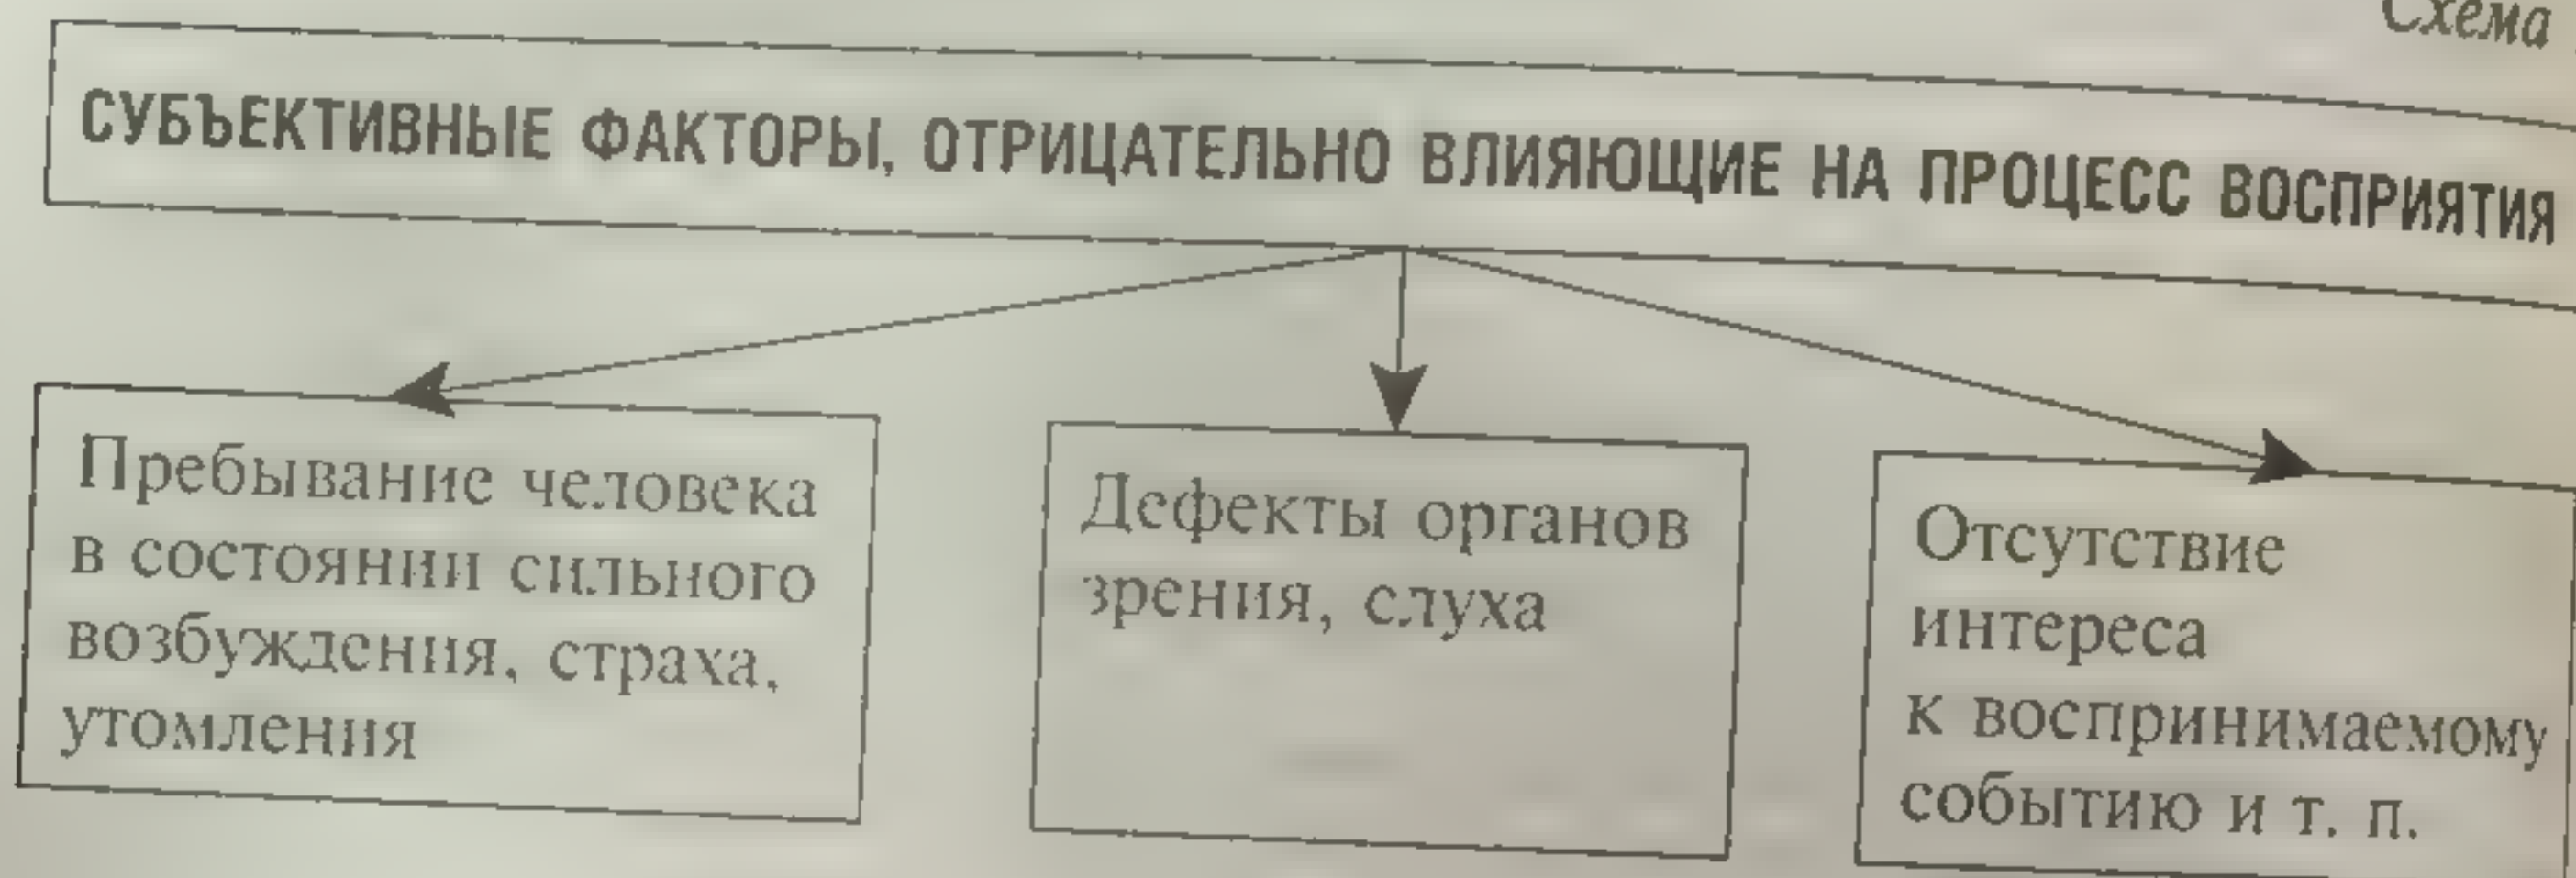 Схема
СУБЪЕКТИВНЫЕ ФАКТОРЫ, ОТРИЦАТЕЛЬНО ВЛИЯЮЩИЕ НА ПРОЦЕСС ВОСПРИЯТИЯ
Пребывание человека
в состоянии сильного
возбуждения, страха,
утомления
Дефекты органов
зрения, слуха
Отсутствие
интереса
к воспринимаемому
событию и т. п.